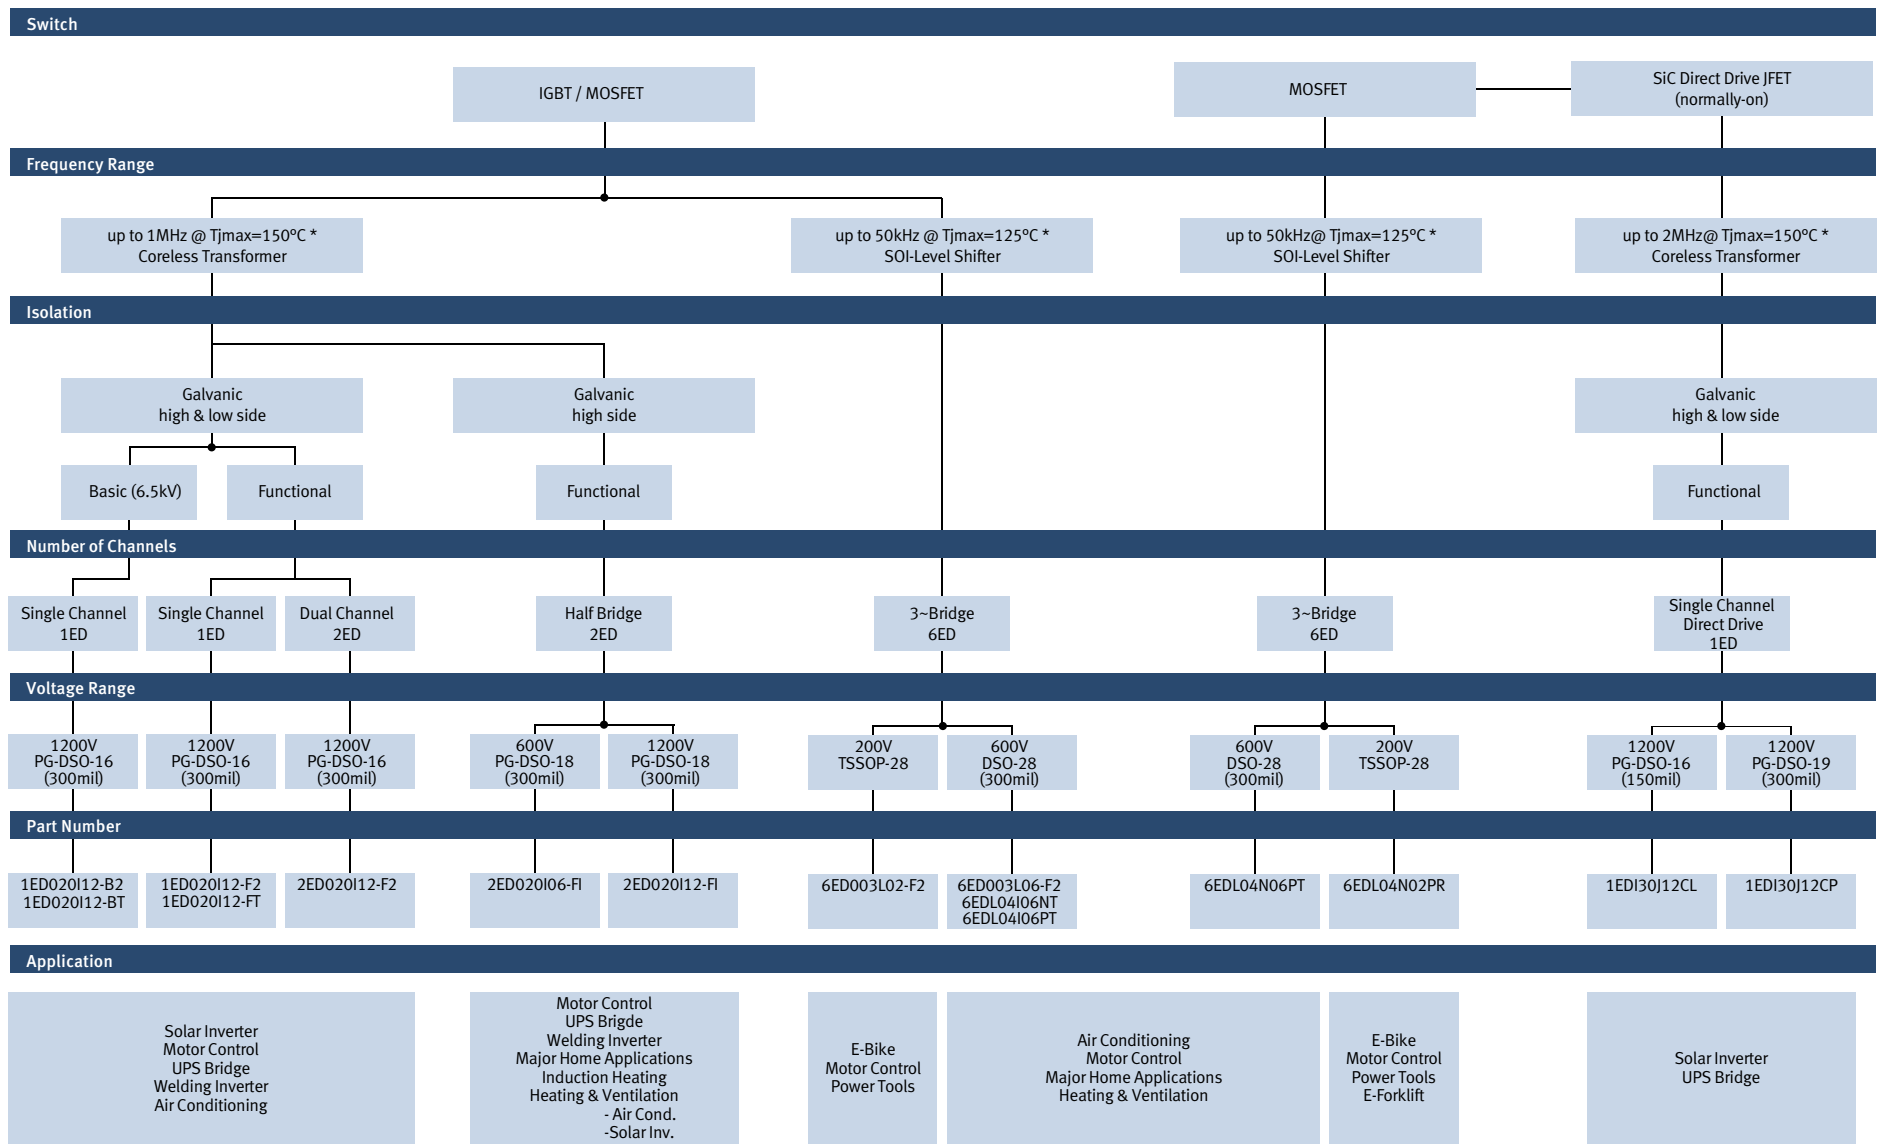 Switch
IGBT / MOSFET
MOSFET
SiC Direct Drive JFET
(normally-on)
Frequency Range
up to 1MHz @ Tjmax=150°C *
Coreless Transformer
up to 50kHz @ Tjmax=125°C *
SOI-Level Shifter
up to 50kHz@ Tjmax=125°C *
SOI-Level Shifter
up to 2MHz@ Tjmax=150°C *
Coreless Transformer
Isolation
Galvanic
high & low side
Galvanic
high side
Galvanic
high & low side
Basic (6.5kV)
Functional
Functional
Functional
Number of Channels
Single Channel
1ED
Single Channel
1ED
Dual Channel
2ED
Half Bridge
2ED
3~Bridge
6ED
3~Bridge
6ED
Single Channel
Direct Drive
1ED
Voltage Range
1200V
PG-DSO-16
(300mil)
1200V
PG-DSO-16
(300mil)
1200V
PG-DSO-16
(300mil)
600V
PG-DSO-18
(300mil)
1200V
PG-DSO-18
(300mil)
200V
TSSOP-28
600V
DSO-28
(300mil)
600V
DSO-28
(300mil)
200V
TSSOP-28
1200V
PG-DSO-16
(150mil)
1200V
PG-DSO-19
(300mil)
Part Number
1ED020I12-B2
1ED020I12-BT
1ED020I12-F2
1ED020I12-FT
2ED020I12-F2
2ED020I06-FI
2ED020I12-FI
6ED003L02-F2
6ED003L06-F2
6EDL04I06NT
6EDL04I06PT
6EDL04N06PT
6EDL04N02PR
1EDI30J12CL
1EDI30J12CP
Application
Solar Inverter
Motor Control
UPS Bridge
Welding Inverter
Air Conditioning
Motor Control
UPS Brigde
Welding Inverter
Major Home Applications
Induction Heating
Heating & Ventilation
- Air Cond.
-Solar Inv.
E-Bike
Motor Control
Power Tools
Air Conditioning
Motor Control
Major Home Applications
Heating & Ventilation
E-Bike
Motor Control
Power Tools
E-Forklift
Solar Inverter
UPS Bridge